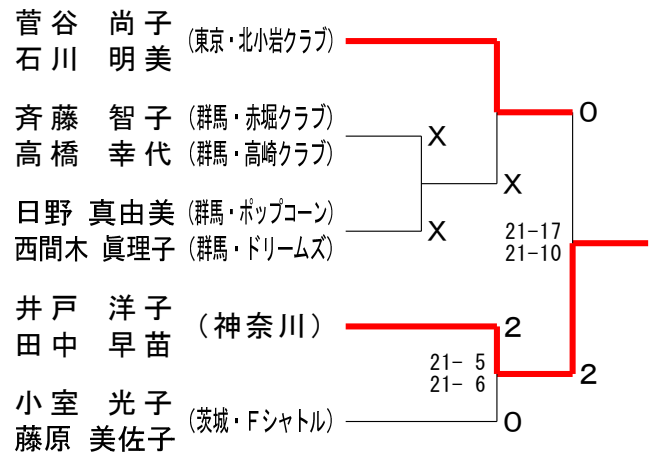 菅谷 尚子 (東京・北小岩クラブ)
石川 明美
0
斉藤 智子 (群馬・赤堀クラブ)
X
高橋 幸代 (群馬・高崎クラブ)
X
日野 真由美 (群馬・ポップコーン)
X
西間木 眞理子 (群馬・ドリームズ)
21-17
21-10
井戸 洋子 (神奈川)
田中 早苗
2
21- 5
21- 6
2
小室 光子 (茨城・Fシャトル)
藤原 美佐子
0